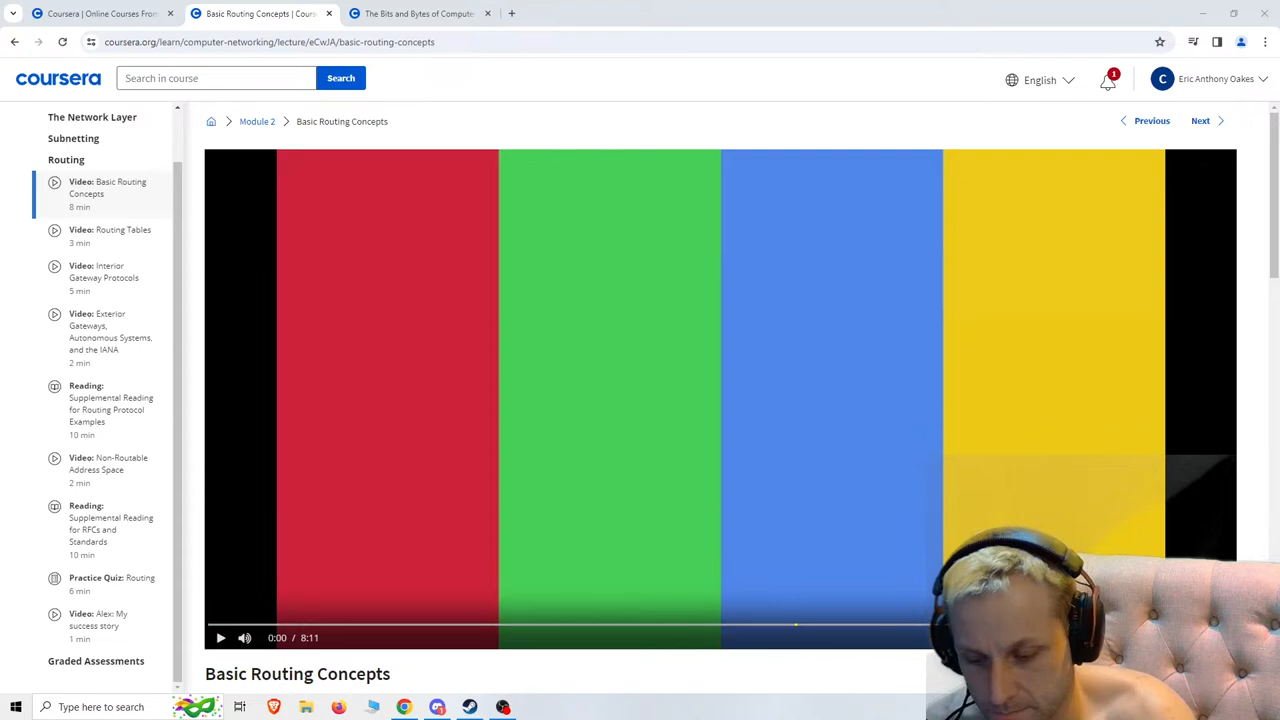 Coursera | Online Courses From
Basic Routing Concepts | Cours
The Bits and Bytes of Compute
coursera.org/learn/computer-networking/lecture/eCwJA/basic-routing-concepts
coursera
Search in course
Search
English
1
C
Eric Anthony Oakes
The Network Layer
Subnetting
Routing
Video: Basic Routing
Concepts
8 min
Video: Routing Tables
3 min
Video: Interior
Gateway Protocols
5 min
Video: Exterior
Gateways,
Autonomous Systems,
and the IANA
2 min
Reading:
Supplemental Reading
for Routing Protocol
Examples
10 min
Video: Non-Routable
Address Space
2 min
Reading:
Supplemental Reading
for RFCs and
Standards
10 min
Practice Quiz: Routing
6 min
Video: Alex: My
success story
1 min
Graded Assessments
Module 2
Basic Routing Concepts
Previous
Next
0:00 / 8:11
Basic Routing Concepts
Type here to search